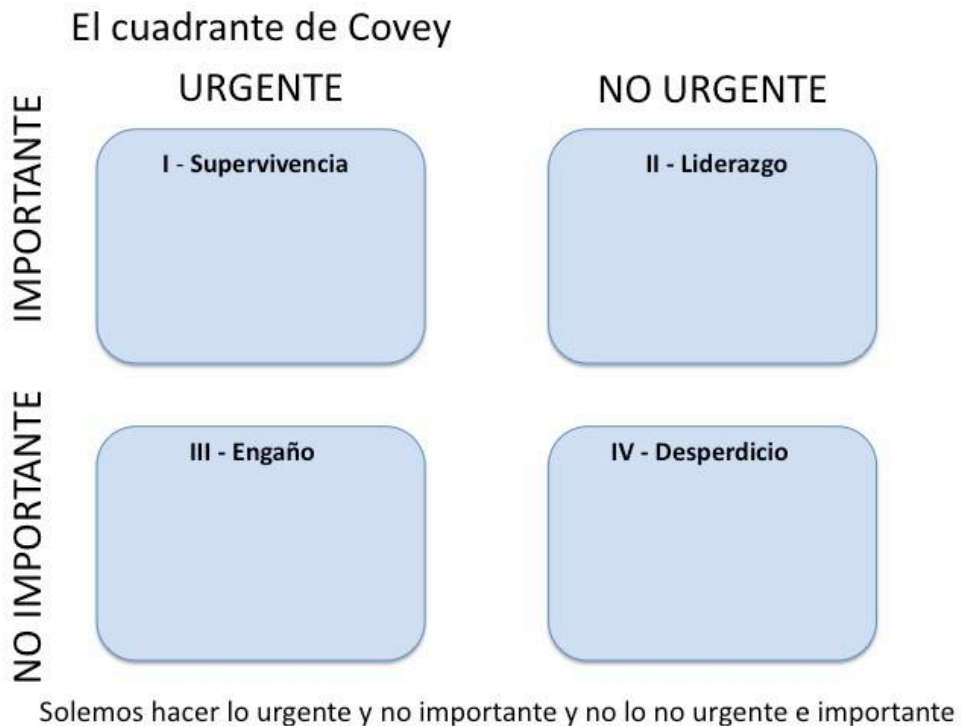 El cuadrante de Covey
URGENTE
NO URGENTE
IMPORTANTE
I - Supervivencia
II - Liderazgo
NO IMPORTANTE
III - Engaño
IV - Desperdicio
Solemos hacer lo urgente y no importante y no lo no urgente e importante